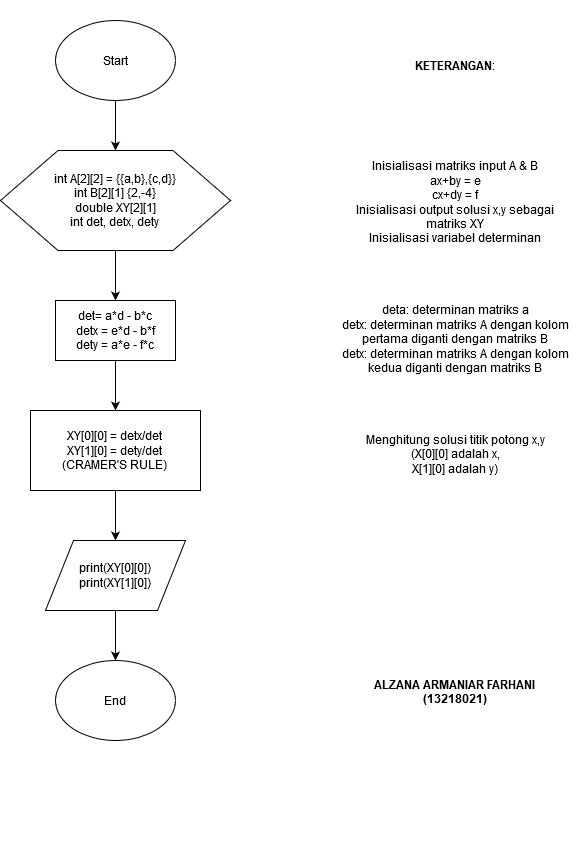 Start
KETERANGAN:
int A[2][2] = {{a,b},{c,d}}
int B[2][1] {2,-4}
double XY[2][1]
int det, detx, dety
Inisialisasi matriks input A & B
ax+by = e
cx+dy = f
Inisialisasi output solusi x,y sebagai
matriks XY
Inisialisasi variabel determinan
det= a*d - b*c
detx = e*d - b*f
dety = a*e - f*c
deta: determinan matriks a
detx: determinan matriks A dengan kolom
pertama diganti dengan matriks B
detx: determinan matriks A dengan kolom
kedua diganti dengan matriks B
XY[0][0] = detx/det
XY[1][0] = dety/det
(CRAMER'S RULE)
Menghitung solusi titik potong x,y
(X[0][0] adalah x,
X[1][0] adalah y)
print(XY[0][0])
print(XY[1][0])
End
ALZANA ARMANIAR FARHANI
(13218021)